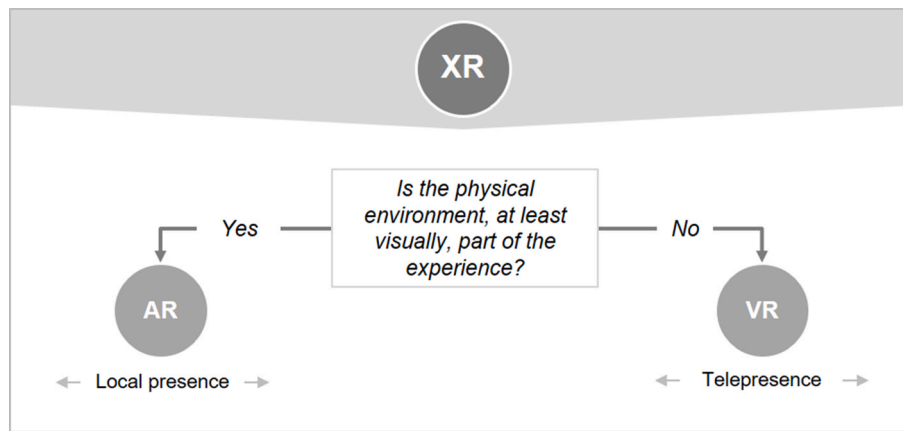 XR
Is the physical
environment, at least
visually, part of the
experience?
Yes
No
AR
VR
Local presence
Telepresence